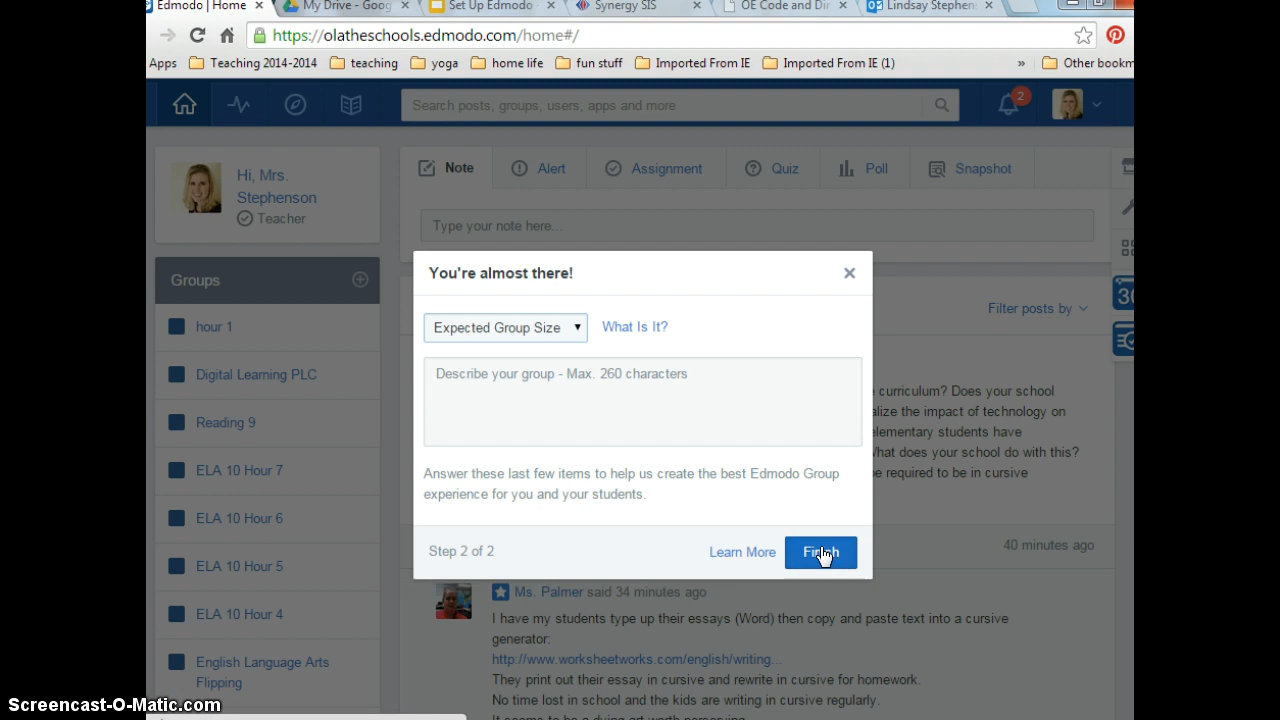 Edmodo | Home
My Drive - Goog
Set Up Edmodo
Synergy SIS
OE Code and Dir
Lindsay Stephen
https://olatheschools.edmodo.com/home#/
Apps
Teaching 2014-2014
teaching
yoga
home life
fun stuff
Imported From IE
Imported From IE (1)
»
Other bookm
Search posts, groups, users, apps and more
2
Hi, Mrs.
Stephenson
Teacher
Note
Alert
Assignment
Quiz
Poll
Snapshot
Type your note here...
Groups
hour 1
Digital Learning PLC
Reading 9
ELA 10 Hour 7
ELA 10 Hour 6
ELA 10 Hour 5
ELA 10 Hour 4
English Language Arts
Flipping
You're almost there!
Expected Group Size
What Is It?
Describe your group - Max. 260 characters
Answer these last few items to help us create the best Edmodo Group
experience for you and your students.
Step 2 of 2
Learn More
Finish
Filter posts by
30
curriculum? Does your school
alize the impact of technology on
elementary students have
What does your school do with this?
be required to be in cursive
40 minutes ago
Ms. Palmer said 34 minutes ago
I have my students type up their essays (Word) then copy and paste text into a cursive
generator:
http://www.worksheetworks.com/english/writing...
They print out their essay in cursive and rewrite in cursive for homework.
No time lost in school and the kids are writing in cursive regularly.
It seems to be a dying art worth perserving
Screencast-O-Matic.com